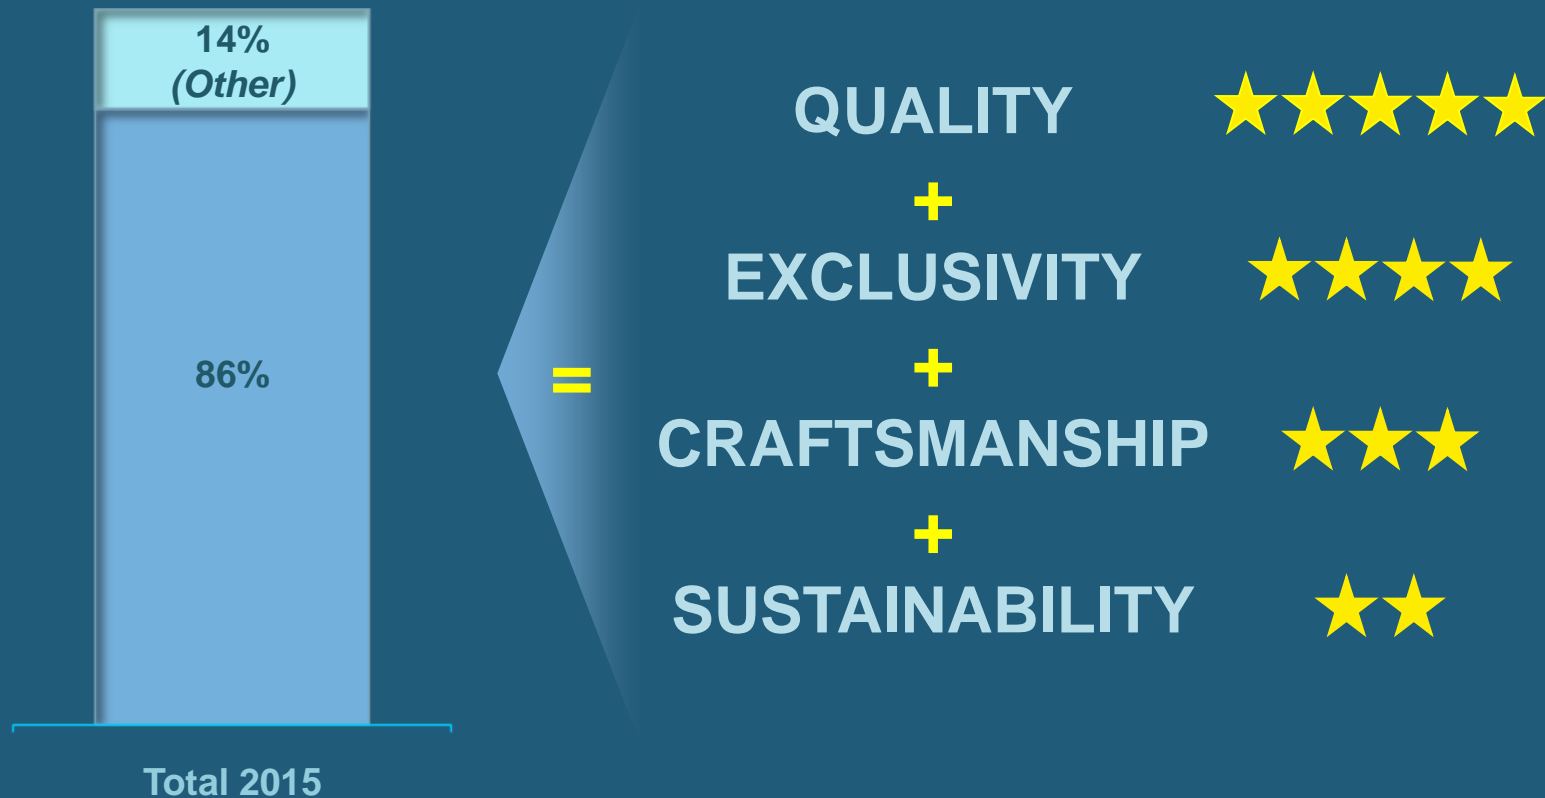 14%
(Other)
86%
Total 2015
=
QUALITY
+
EXCLUSIVITY
+
CRAFTSMANSHIP
+
SUSTAINABILITY